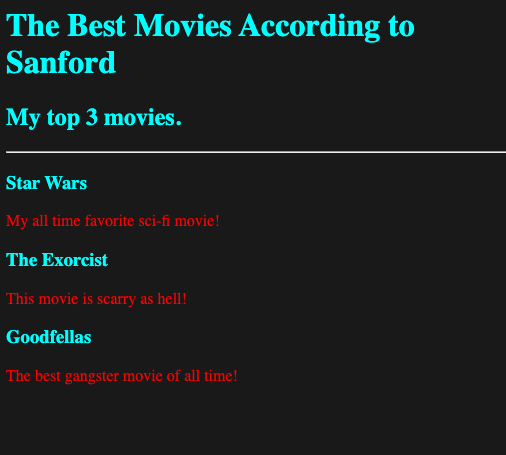 The Best Movies According to
Sanford
My top 3 movies.
Star Wars
My all time favorite sci-fi movie!
The Exorcist
This movie is scarry as hell!
Goodfellas
The best gangster movie of all time!